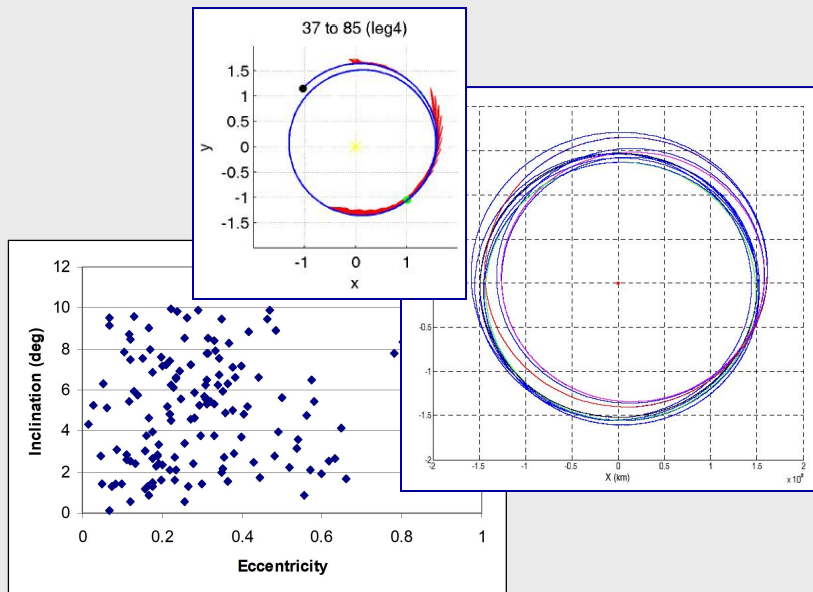 37 to 85 (leg4)
1.5
1
0.5
0
-0.5
-1
-1.5
y
-1 0 1
x
-0.5
-1
-1.5
-2
-2 -1.5 -1 -0.5 0 0.5 1 1.5 2
X (km)
x 10⁸
12
10
8
6
4
2
0
Inclination (deg)
0 0.2 0.4 0.6 0.8 1
Eccentricity